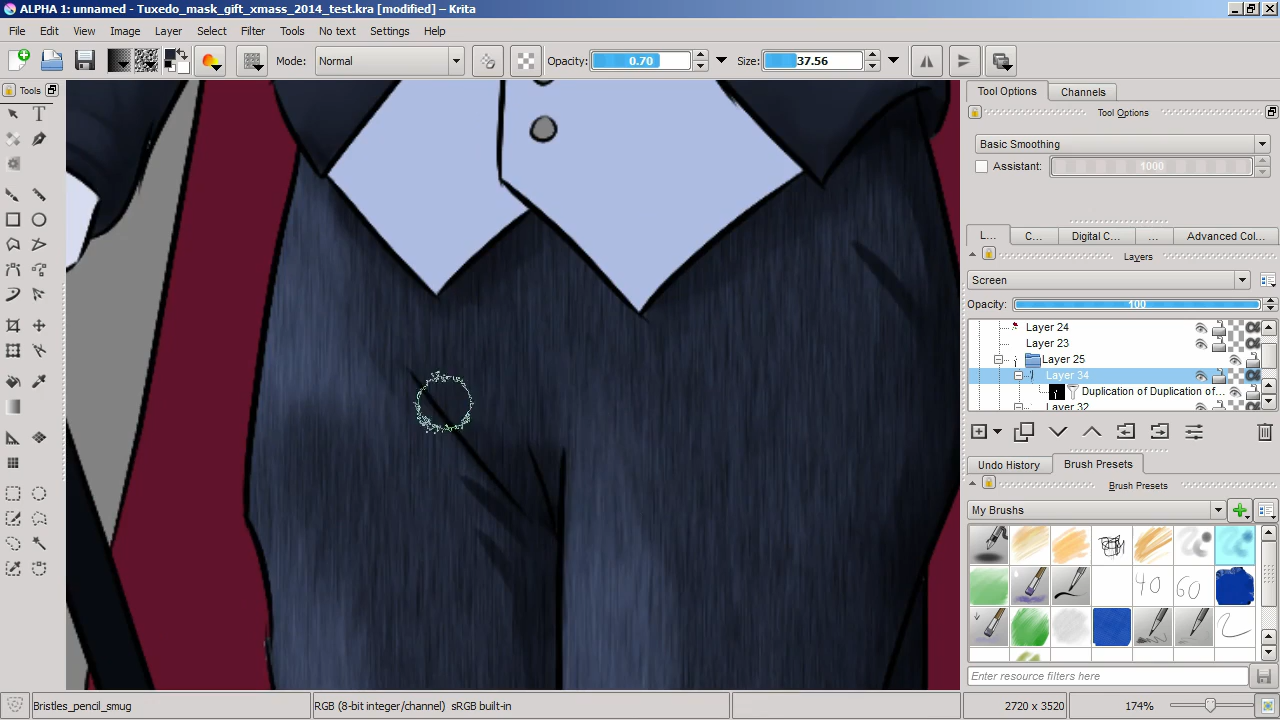 ALPHA 1: unnamed - Tuxedo_mask_gift_xmass_2014_test.kra [modified] – Krita
File Edit View Image Layer Select Filter Tools No text Settings Help
Mode: Normal Opacity: 0.70 Size: 37.56
Tools
Tool Options Channels
Tool Options
Basic Smoothing
Assistant: 1000
L... C... Digital C... ... Advanced Col...
Layers
Screen
Opacity: 100
Layer 24
Layer 23
Layer 25
Layer 34
Duplication of Duplication of...
Layer 32
Undo History Brush Presets
Brush Presets
My Brushs
40 60
Enter resource filters here
Bristles_pencil_smug RGB (8-bit integer/channel) sRGB built-in 2720 x 3520 174%